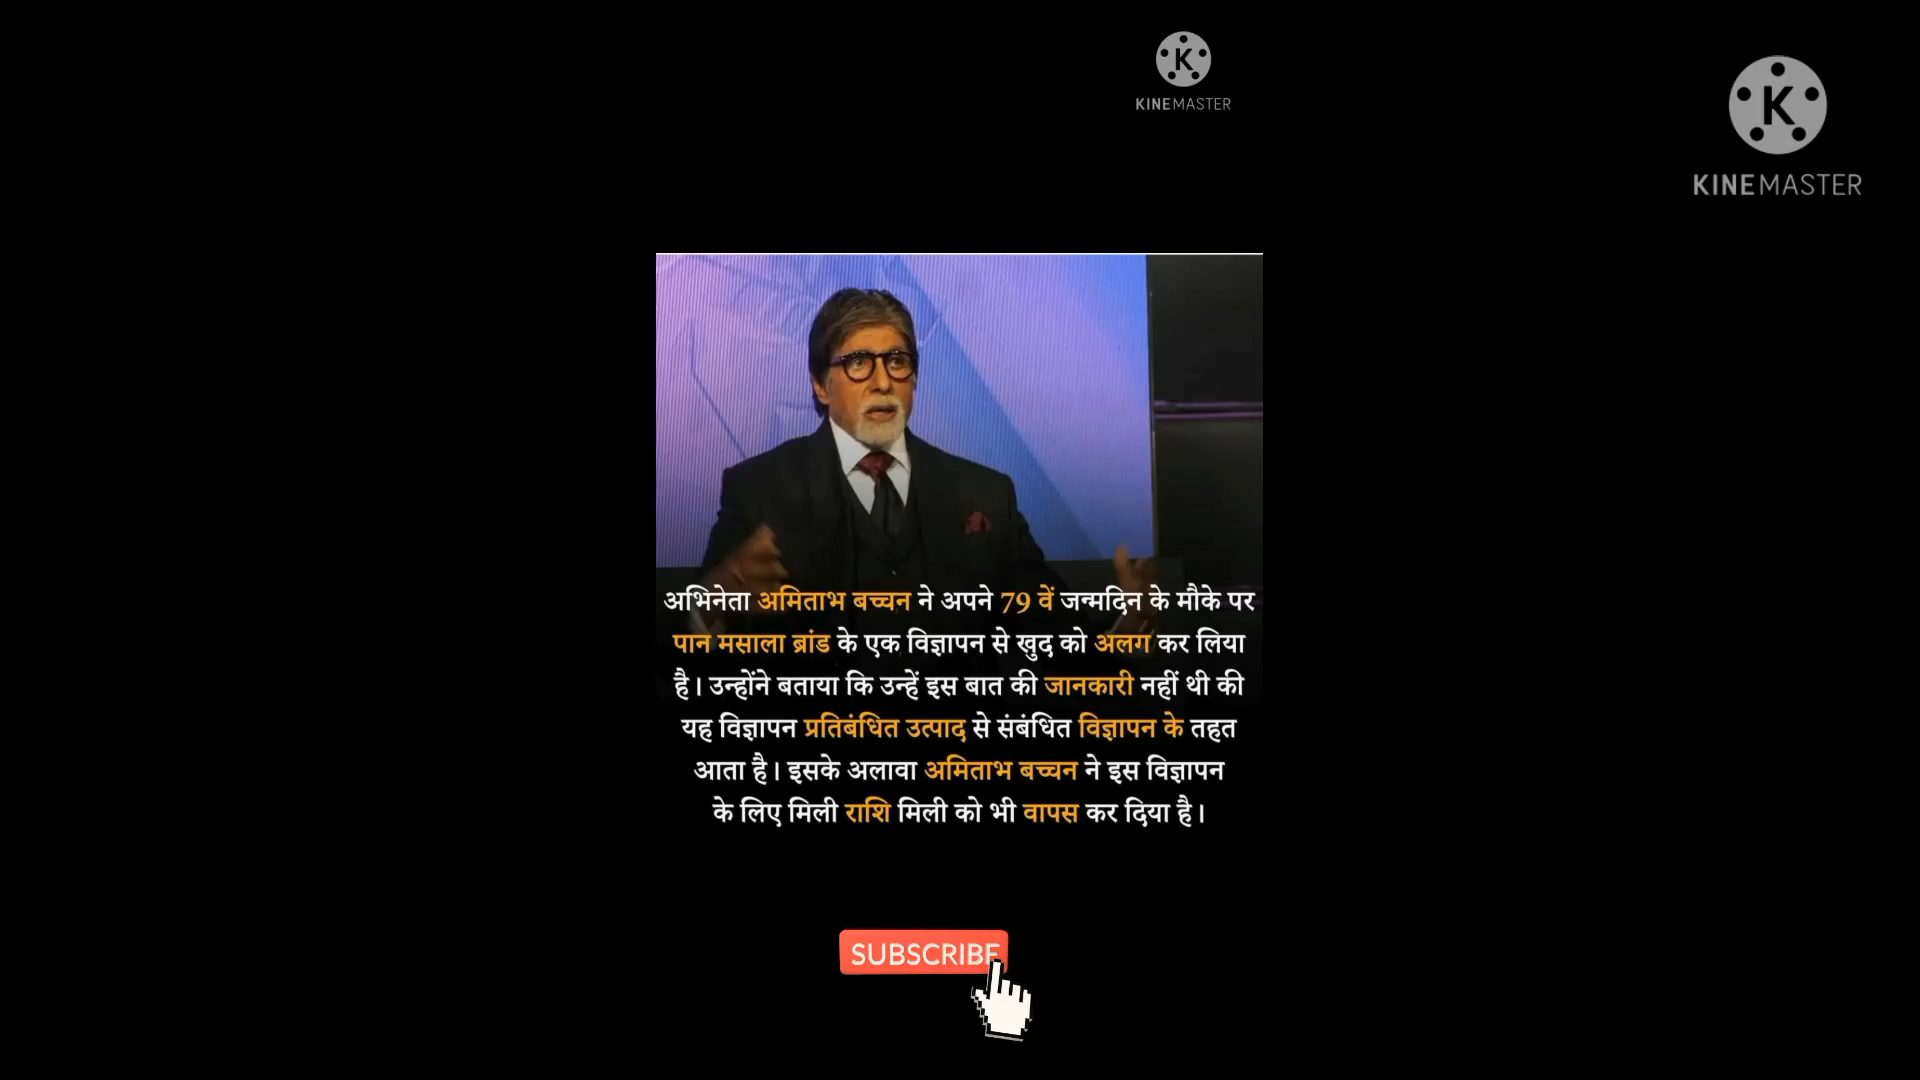 KINEMASTER
KINEMASTER
अभिनेता अमिताभ बच्चन ने अपने 79 वें जन्मदिन के मौके पर
पान मसाला ब्रांड के एक विज्ञापन से खुद को अलग कर लिया
है। उन्होंने बताया कि उन्हें इस बात की जानकारी नहीं थी की
यह विज्ञापन प्रतिबंधित उत्पाद से संबंधित विज्ञापन के तहत
आता है। इसके अलावा अमिताभ बच्चन ने इस विज्ञापन
के लिए मिली राशि मिली को भी वापस कर दिया है।
SUBSCRIBE